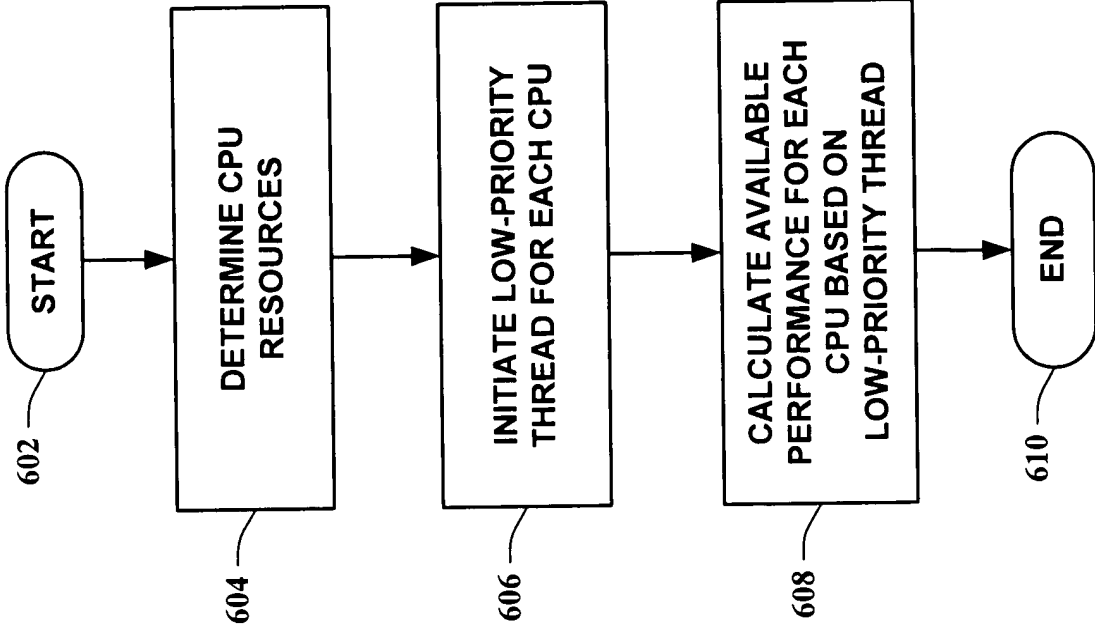 START
602
DETERMINE CPU
RESOURCES
604
INITIATE LOW-PRIORITY
THREAD FOR EACH CPU
606
CALCULATE AVAILABLE
PERFORMANCE FOR EACH
CPU BASED ON
LOW-PRIORITY THREAD
608
END
610